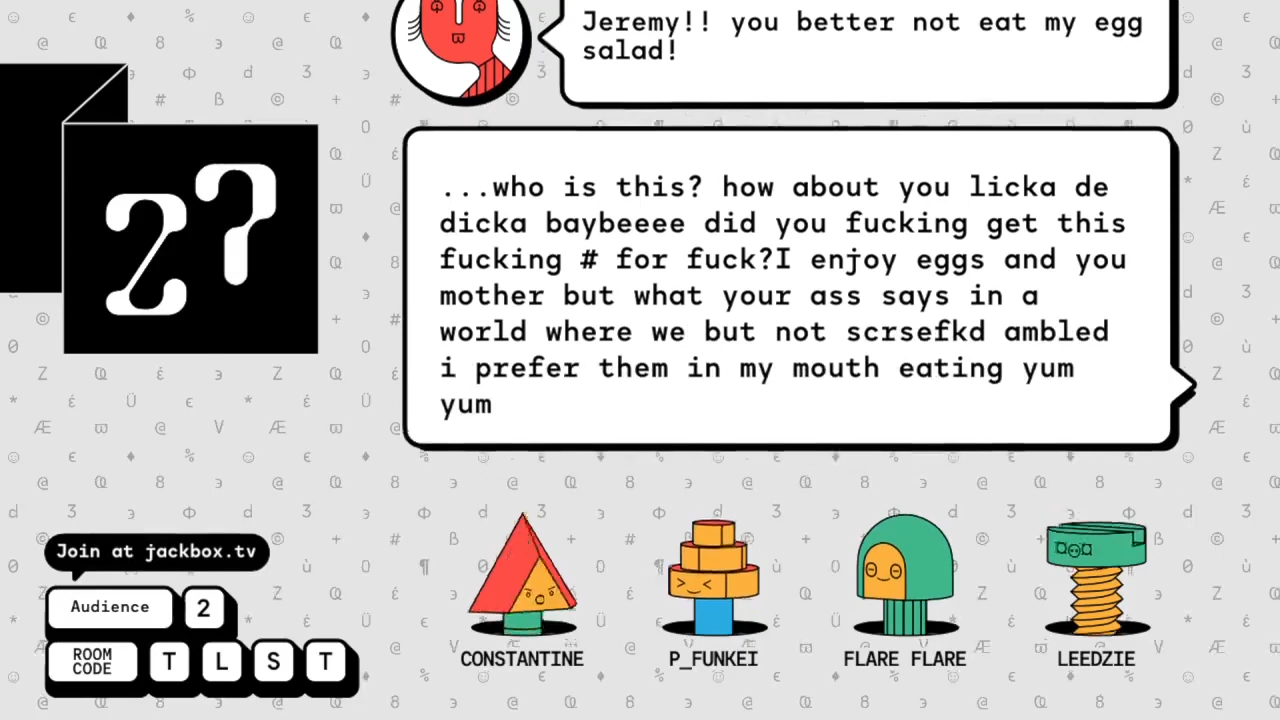 Jeremy!! you better not eat my egg
salad!
2?
...who is this? how about you licka de
dicka baybeeee did you fucking get this
fucking # for fuck?I enjoy eggs and you
mother but what your ass says in a
world where we but not scrsefkd ambled
i prefer them in my mouth eating yum
yum
Join at jackbox.tv
Audience 2
ROOM
CODE T L S T
CONSTANTINE P_FUNKEI FLARE FLARE LEEDZIE